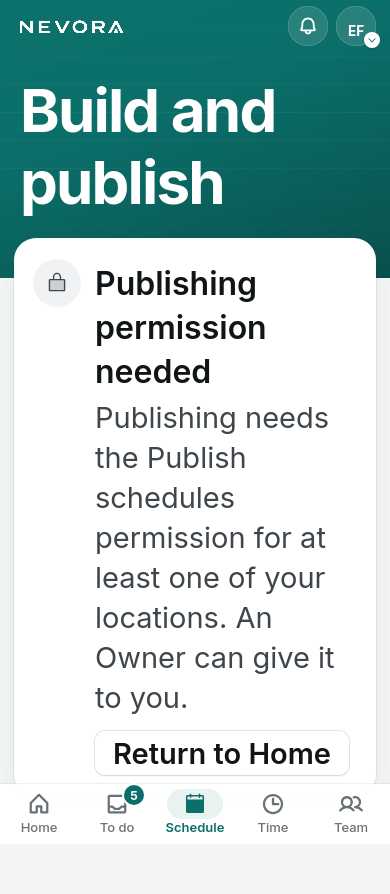 NEVORA
EF
Build and
publish
Publishing
permission
needed
Publishing needs
the Publish
schedules
permission for at
least one of your
locations. An
Owner can give it
to you.
Return to Home
5
Home
To do
Schedule
Time
Team